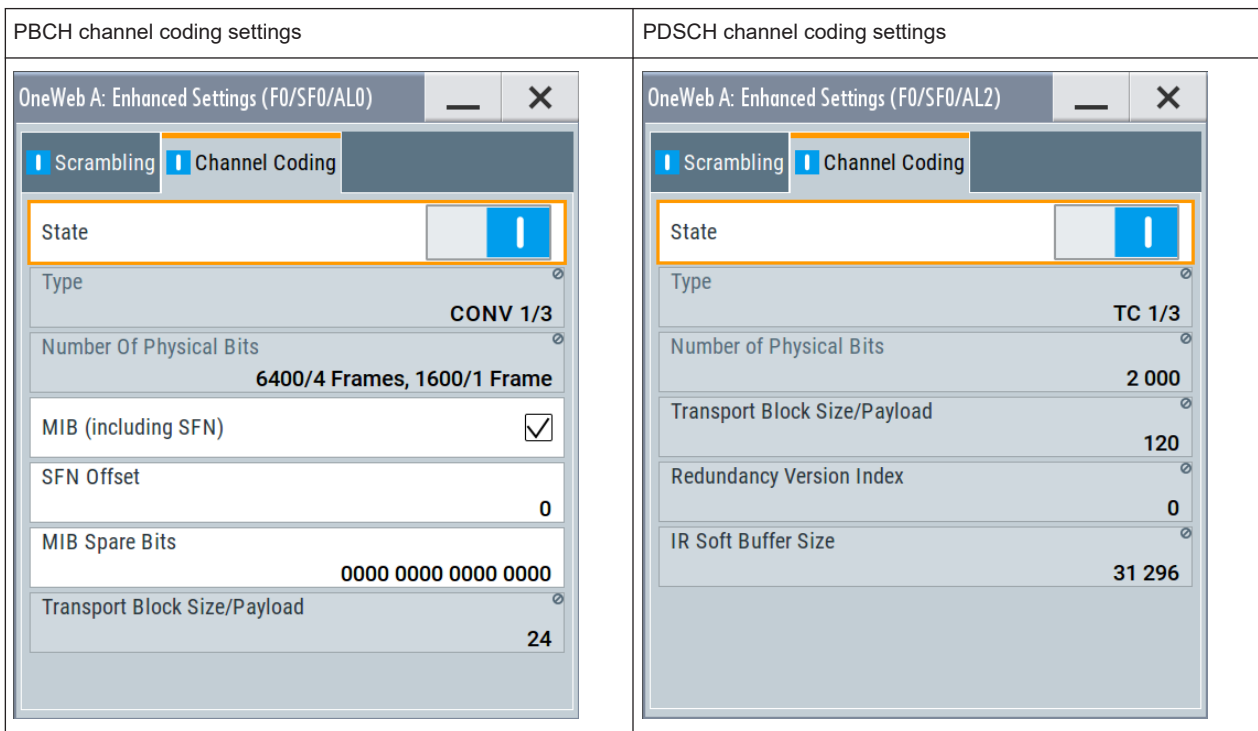 PBCH channel coding settings
PDSCH channel coding settings
OneWeb A: Enhanced Settings (F0/SF0/AL0)
Scrambling
Channel Coding
State
Type
CONV 1/3
Number Of Physical Bits
6400/4 Frames, 1600/1 Frame
MIB (including SFN)
SFN Offset
0
MIB Spare Bits
0000 0000 0000 0000
Transport Block Size/Payload
24
OneWeb A: Enhanced Settings (F0/SF0/AL2)
Scrambling
Channel Coding
State
Type
TC 1/3
Number of Physical Bits
2 000
Transport Block Size/Payload
120
Redundancy Version Index
0
IR Soft Buffer Size
31 296